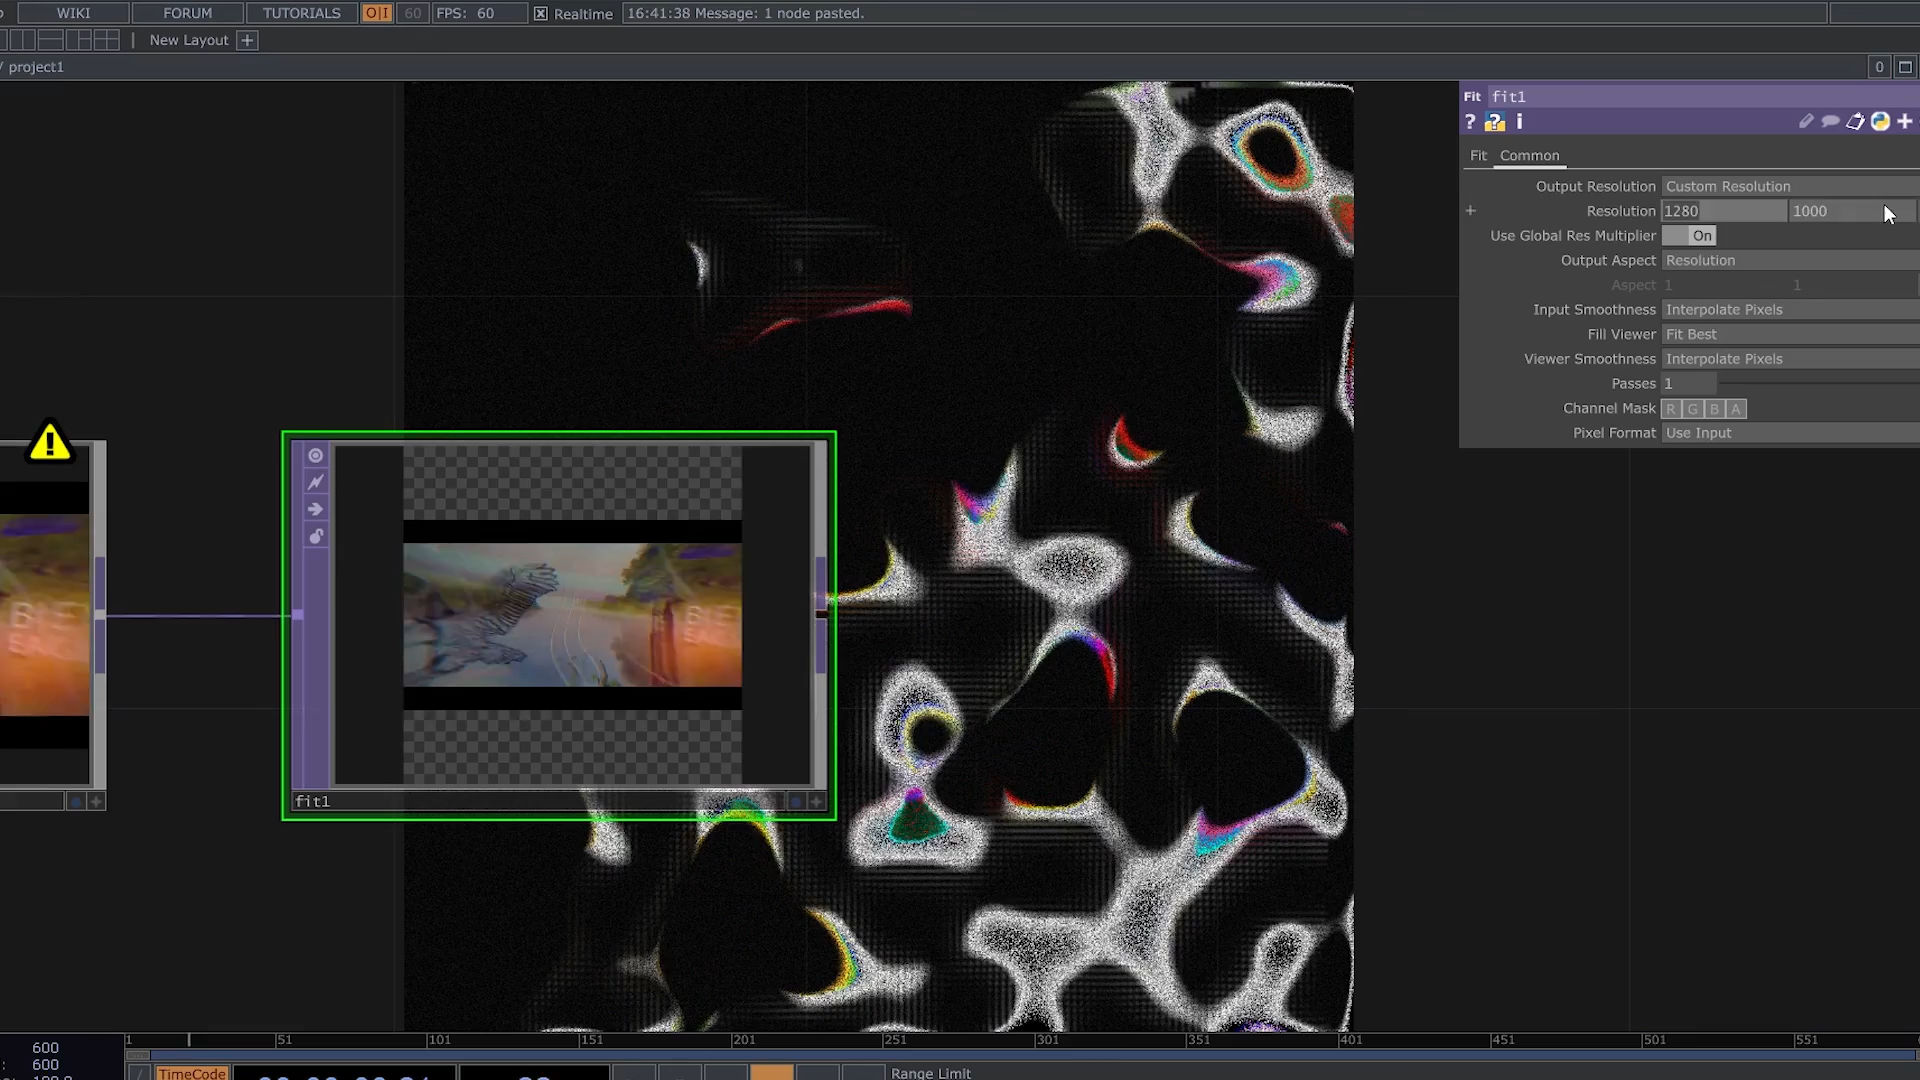 WIKI FORUM TUTORIALS O|I 60 FPS: 60 Realtime 16:41:38 Message: 1 node pasted.
New Layout +
/ project1 0
Fit fit1
? ? i
Fit Common
Output Resolution Custom Resolution
+ Resolution 1280 1000
Use Global Res Multiplier On
Output Aspect Resolution
Aspect 1 1
Input Smoothness Interpolate Pixels
Fill Viewer Fit Best
Viewer Smoothness Interpolate Pixels
Passes 1
Channel Mask R G B A
Pixel Format Use Input
fit1
1 51 101 151 201 251 301 351 401 451 501 551
600
600
TimeCode
Range Limit